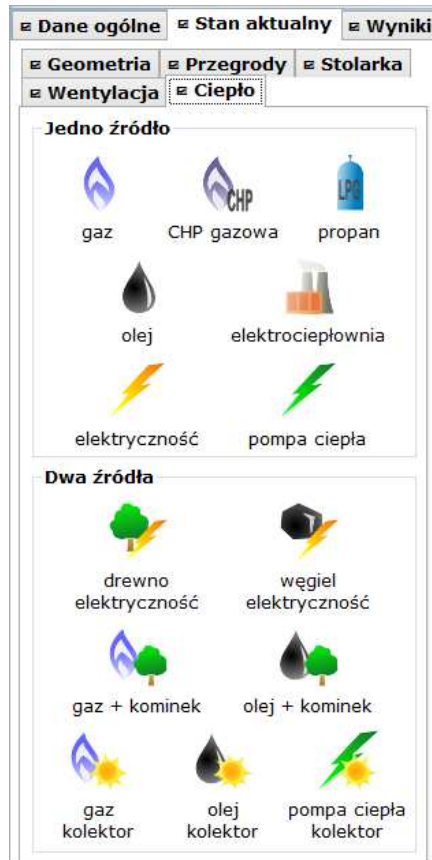 Dane ogólne Stan aktualny Wyniki
Geometria Przegrody Stolarka
Wentylacja Ciepło
Jedno źródło
CHP LPG
gaz CHP gazowa propan
olej elektrociepłownia
elektryczność pompa ciepła
Dwa źródła
drewno węgiel
elektryczność elektryczność
gaz + kominek olej + kominek
gaz olej pompa ciepła
kolektor kolektor kolektor